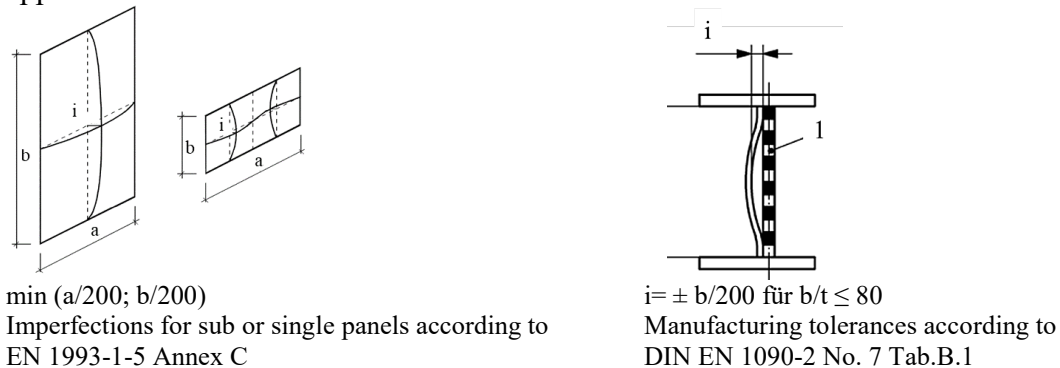 i
b
a
i
b
a
i
1
min (a/200; b/200)
Imperfections for sub or single panels according to
EN 1993-1-5 Annex C
i= ± b/200 für b/t ≤ 80
Manufacturing tolerances according to
DIN EN 1090-2 No. 7 Tab.B.1